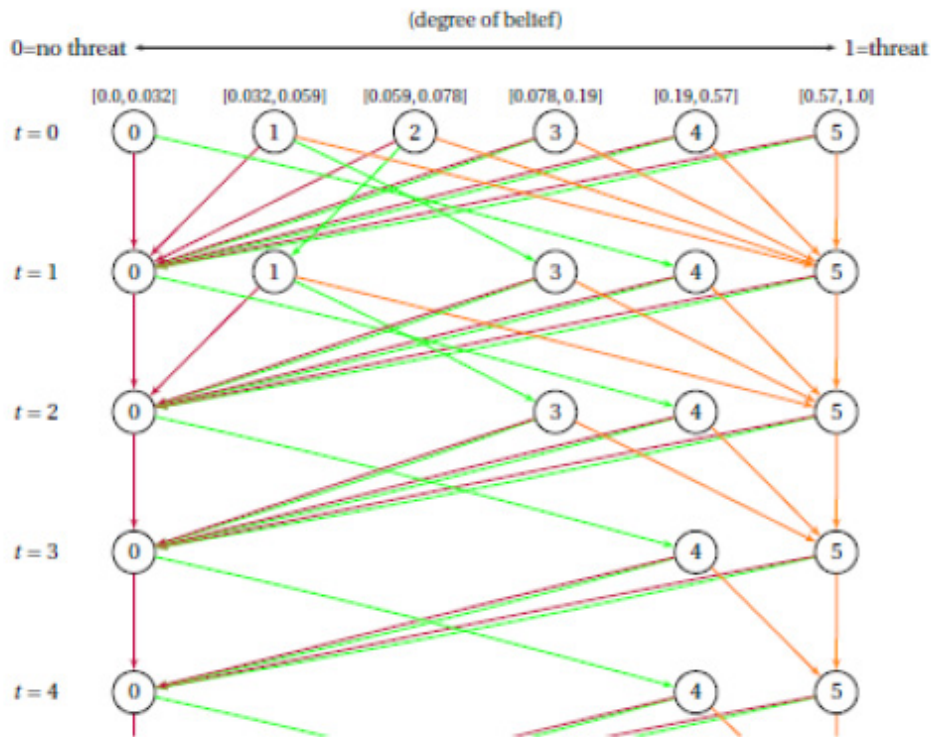 (degree of belief)
0=no threat 1=threat
[0.0, 0.032] [0.032, 0.059] [0.059, 0.078] [0.078, 0.19] [0.19, 0.57] [0.57, 1.0]
t = 0 0 1 2 3 4 5
t = 1 0 1 3 4 5
t = 2 0 3 4 5
t = 3 0 4 5
t = 4 0 4 5